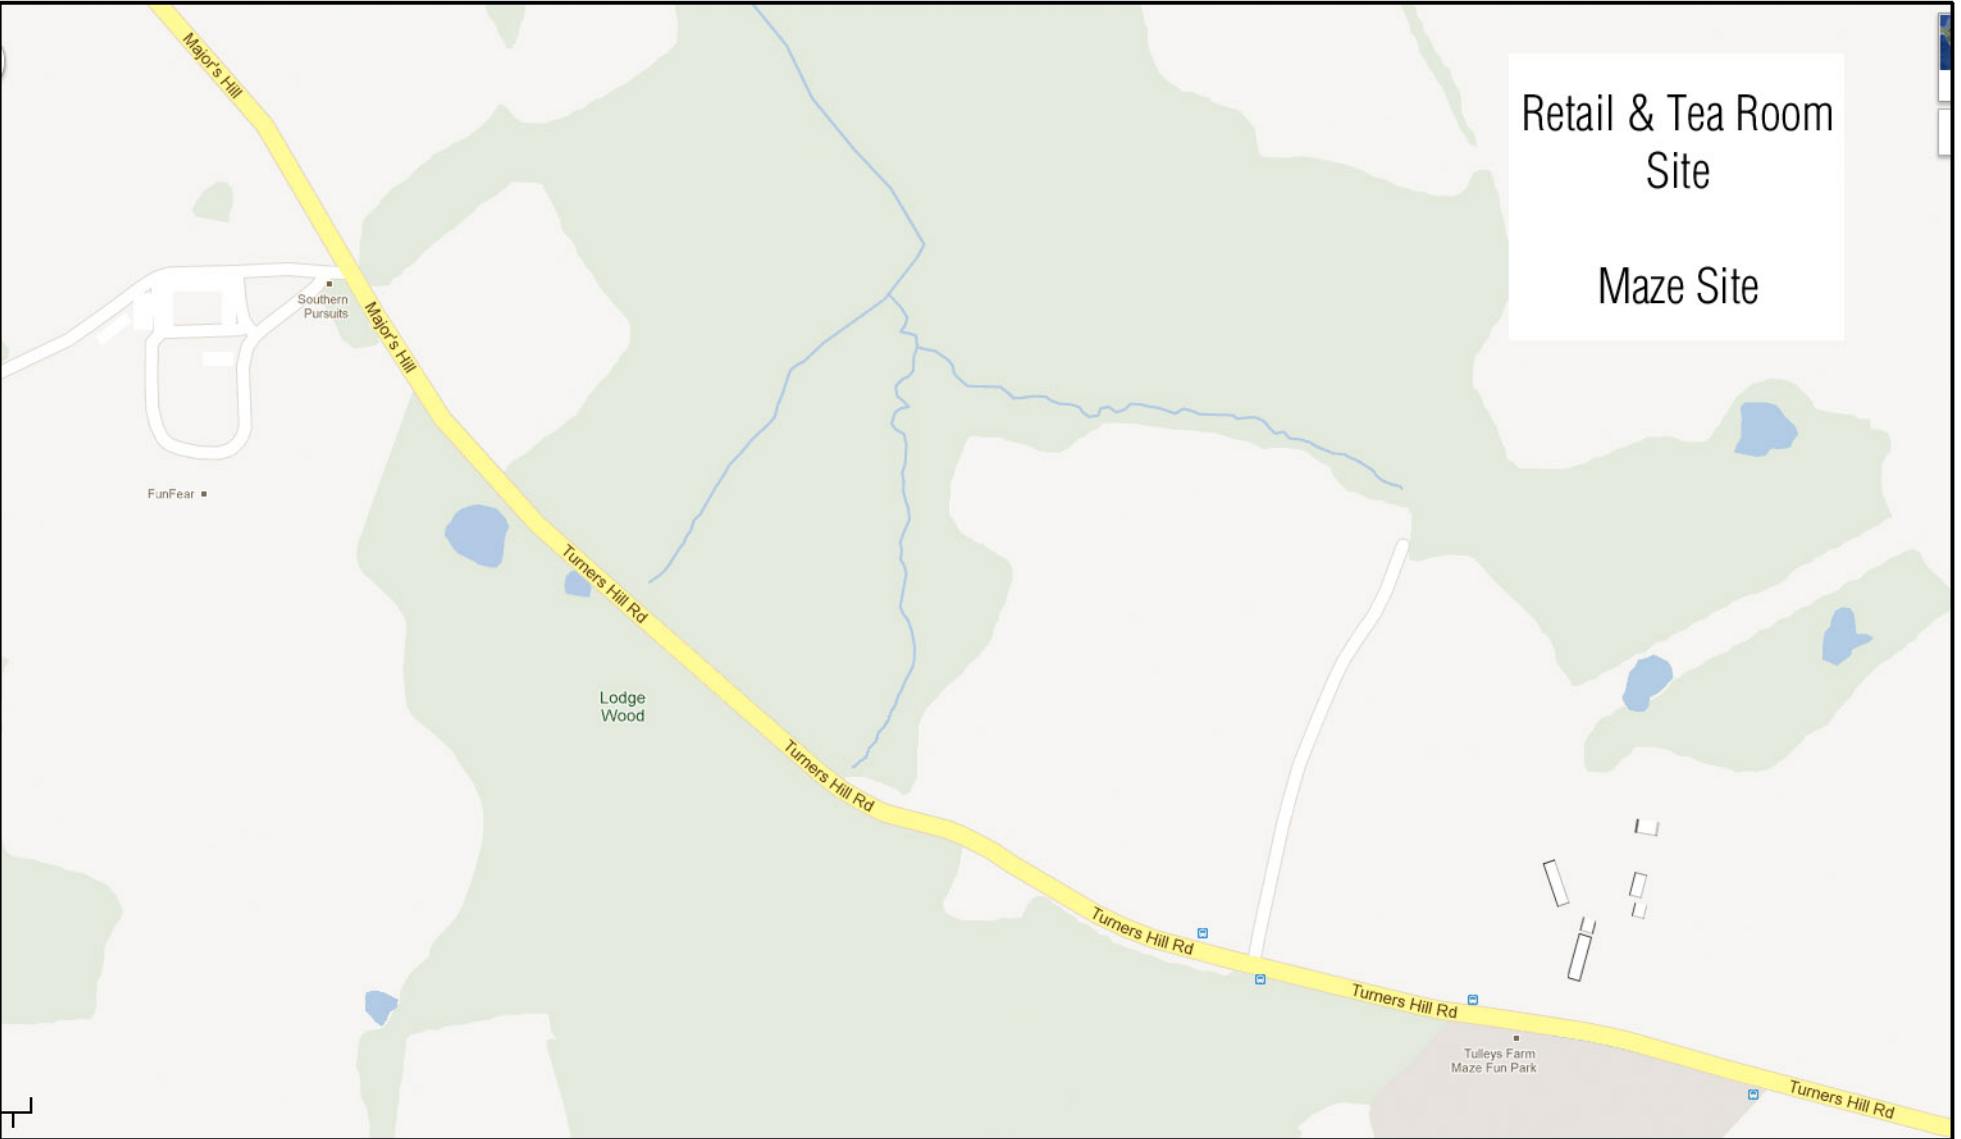 Major's Hill
Retail & Tea Room
Site
Maze Site
Southern
Pursuits
Major's Hill
FunFear
Turners Hill Rd
Lodge
Wood
Turners Hill Rd
Turners Hill Rd
Turners Hill Rd
Tulleys Farm
Maze Fun Park
Turners Hill Rd